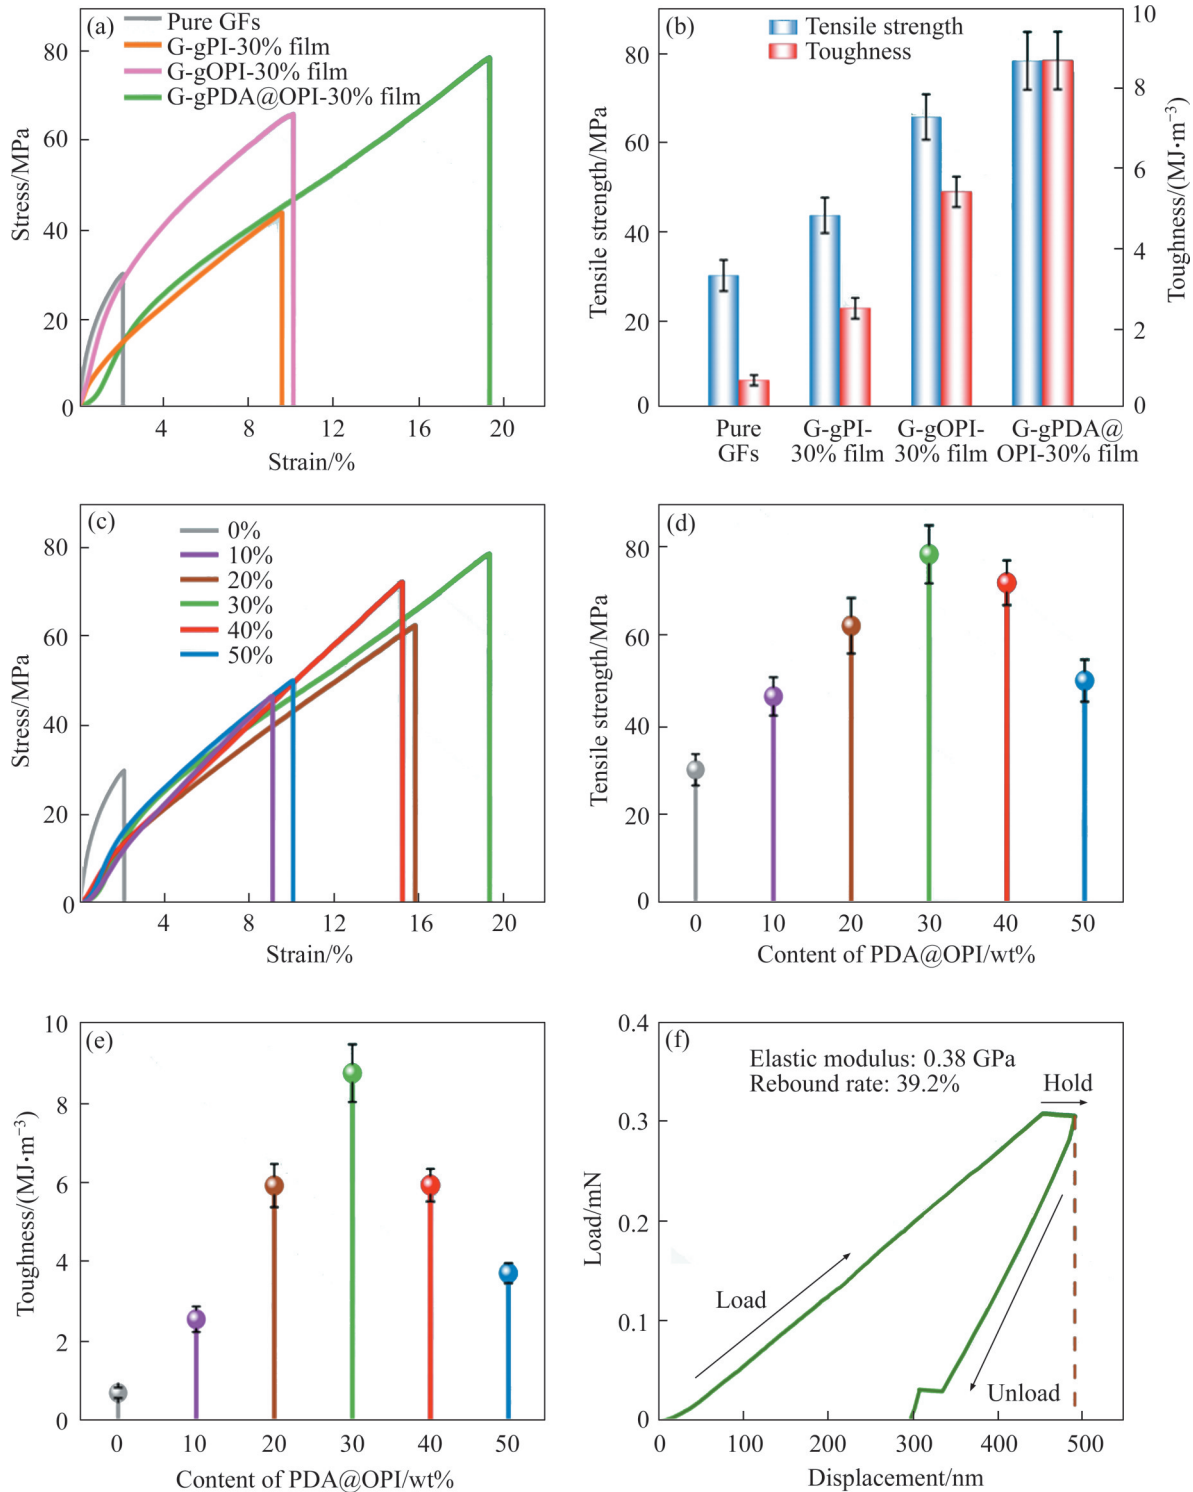 (a)
Pure GFs
G-gPI-30% film
G-gOPI-30% film
G-gPDA@OPI-30% film
80
60
40
20
0
4
8
12
16
20
Stress/MPa
Strain/%
(b)
Tensile strength
Toughness
80
60
40
20
0
10
8
6
4
2
0
Tensile strength/MPa
Toughness/(MJ·m⁻³)
Pure
GFs
G-gPI-
30% film
G-gOPI-
30% film
G-gPDA@
OPI-30% film
(c)
0%
10%
20%
30%
40%
50%
80
60
40
20
0
4
8
12
16
20
Stress/MPa
Strain/%
(d)
80
60
40
20
0
0
10
20
30
40
50
Tensile strength/MPa
Content of PDA@OPI/wt%
(e)
10
8
6
4
2
0
0
10
20
30
40
50
Toughness/(MJ·m⁻³)
Content of PDA@OPI/wt%
(f)
Elastic modulus: 0.38 GPa
Rebound rate: 39.2%
Hold
Load
Unload
0.4
0.3
0.2
0.1
0
0
100
200
300
400
500
Load/mN
Displacement/nm